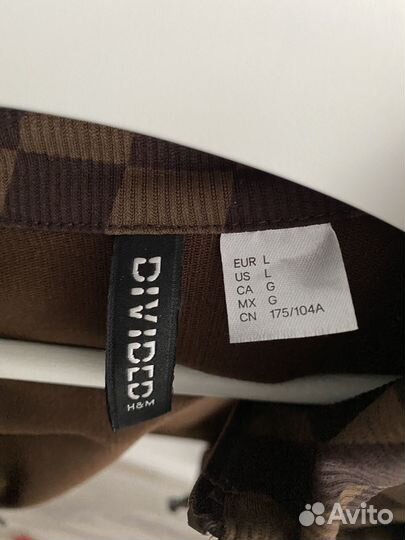 DIVIDED
H&M
EUR L
US L
CA G
MX G
CN 175/104A
Avito